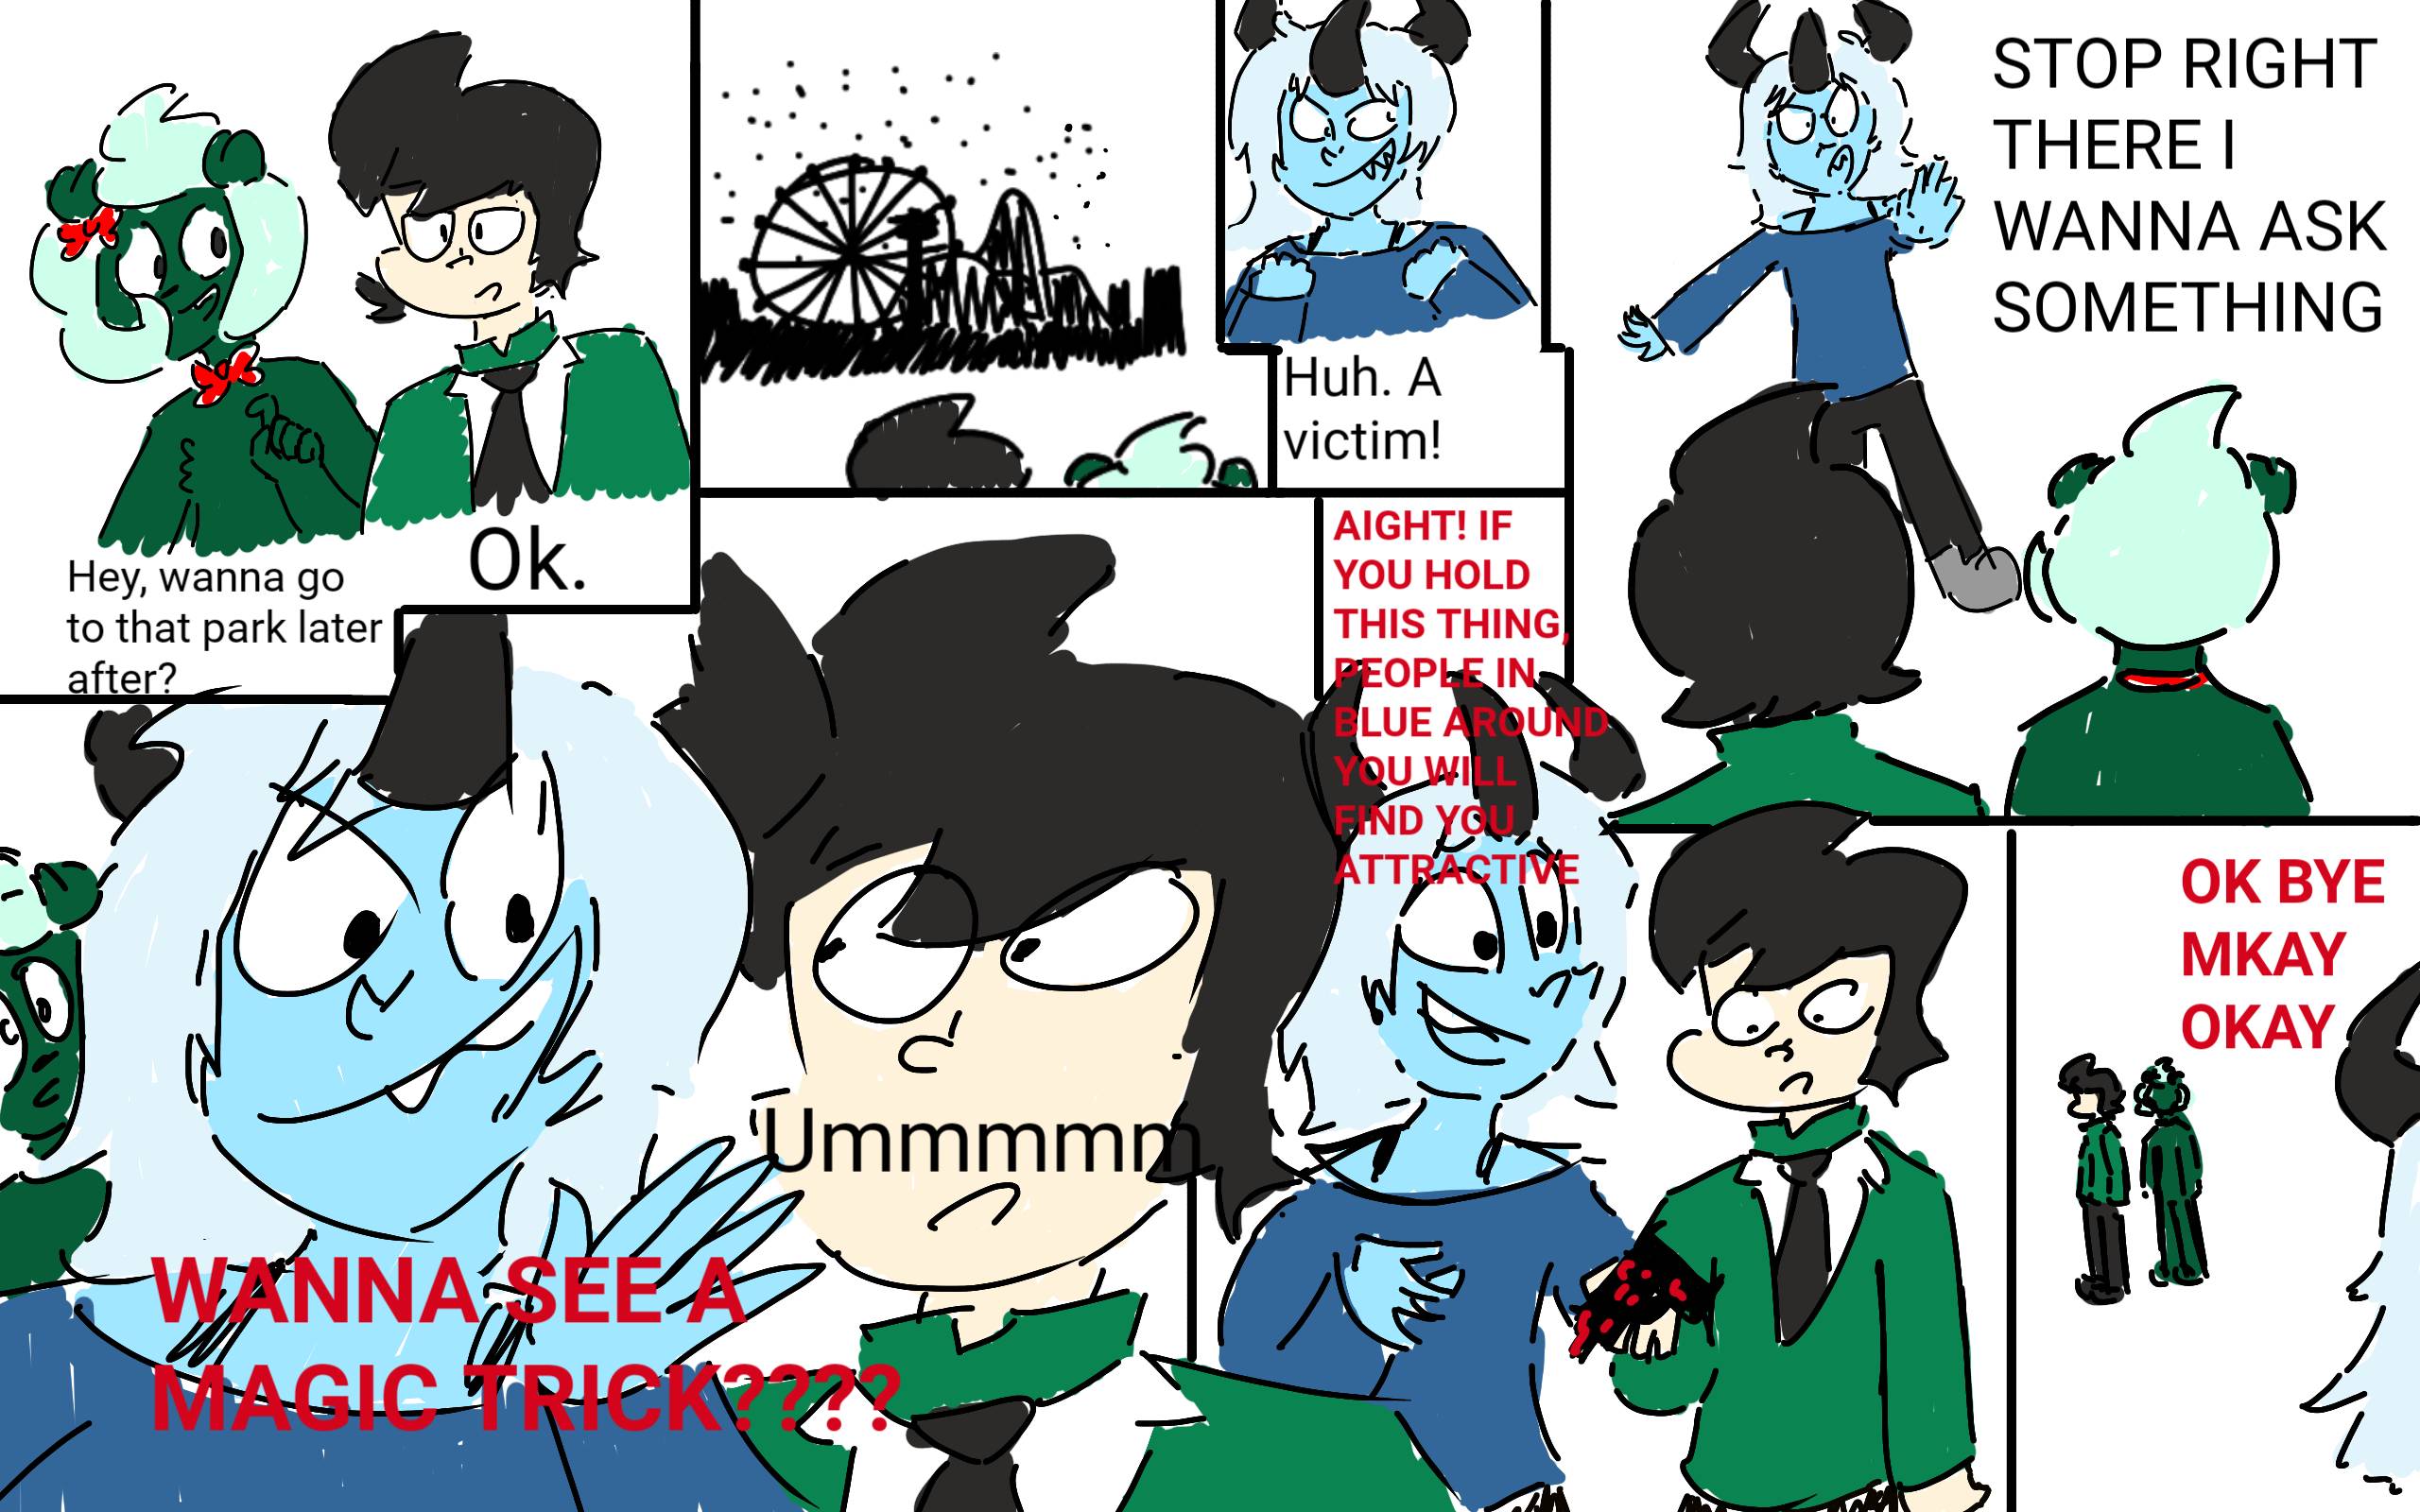 Hey, wanna go
to that park later
after?
Ok.
Huh. A
victim!
STOP RIGHT
THERE I
WANNA ASK
SOMETHING
WANNA SEE A
MAGIC TRICK????
Ummmmm
AIGHT! IF
YOU HOLD
THIS THING,
PEOPLE IN
BLUE AROUND
YOU WILL
FIND YOU
ATTRACTIVE
OK BYE
MKAY
OKAY